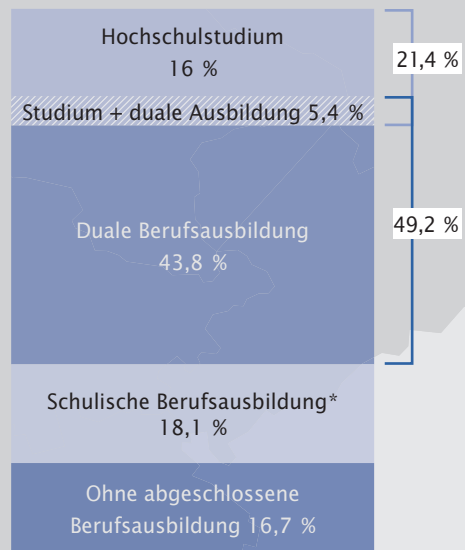 Hochschulstudium
16 %
21,4 %
Studium + duale Ausbildung 5,4 %
Duale Berufsausbildung
43,8 %
49,2 %
Schulische Berufsausbildung*
18,1 %
Ohne abgeschlossene
Berufsausbildung 16,7 %